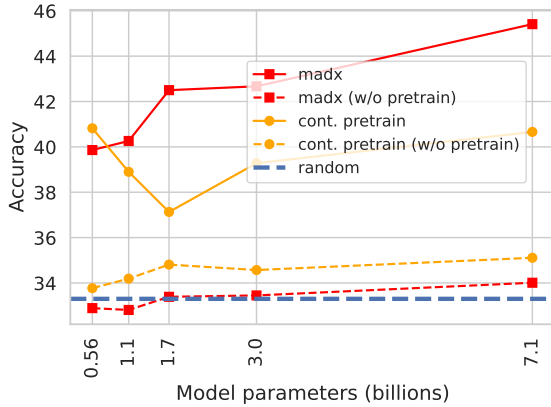 46
44
42
40
38
36
34
Accuracy
madx
madx (w/o pretrain)
cont. pretrain
cont. pretrain (w/o pretrain)
random
0.56
1.1
1.7
3.0
7.1
Model parameters (billions)